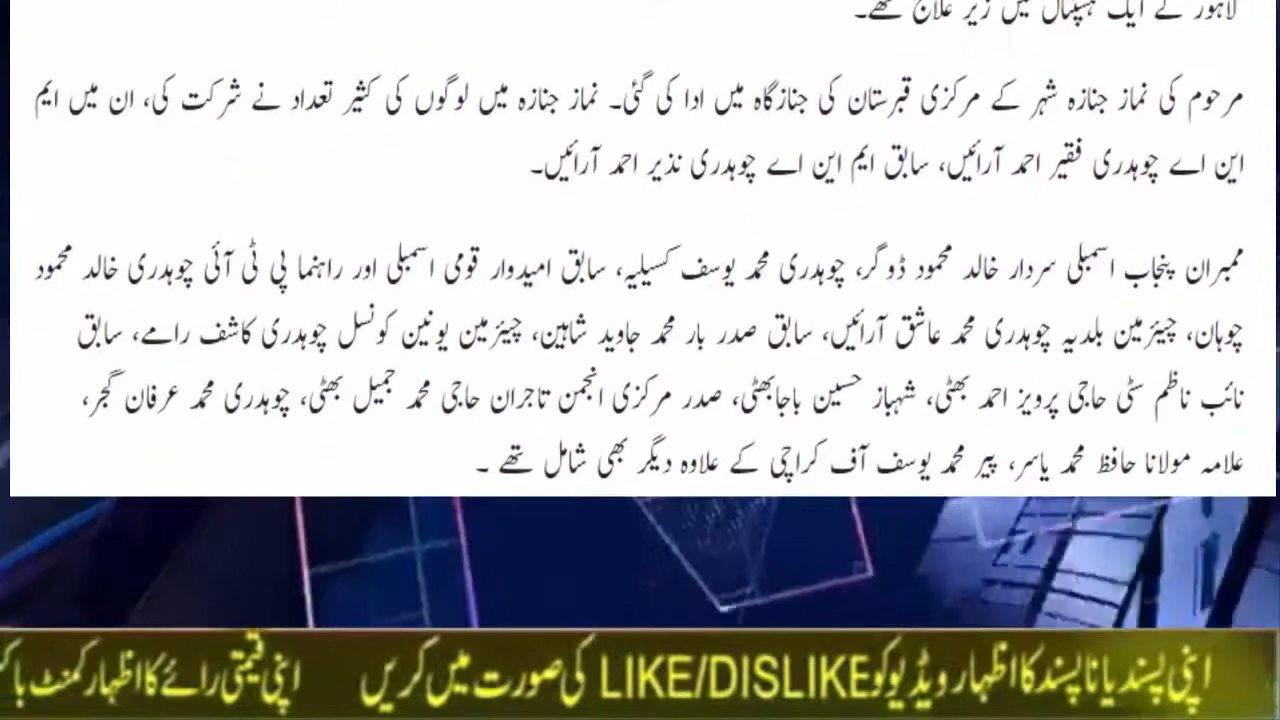 لاہور کے ایک ہسپتال میں زیر علاج تھے۔
مرحوم کی نماز جنازہ شہر کے مرکزی قبرستان کی جنازگاہ میں ادا کی گئی۔ نماز جنازہ میں لوگوں کی کثیر تعداد نے شرکت کی، ان میں ایم
این اے چوہدری فقیر احمد آرائیں، سابق ایم این اے چوہدری نذیر احمد آرائیں۔
ممبران پنجاب اسمبلی سردار خالد محمود ڈوگر، چوہدری محمد یوسف کسیلیہ، سابق امیدوار قومی اسمبلی اور راہنما پی ٹی آئی چوہدری خالد محمود
چوہان، چیئرمین بلدیہ چوہدری محمد عاشق آرائیں، سابق صدر بار محمد جاوید شاہین، چیئرمین یونین کونسل چوہدری کاشف رامے، سابق
نائب ناظم سٹی حاجی پرویز احمد بھٹی، شہباز حسین باجابھٹی، صدر مرکزی انجمن تاجران حاجی محمد جمیل بھٹی، چوہدری محمد عرفان گجر،
علامہ مولانا حافظ محمد یاسر، پیر محمد یوسف آف کراچی کے علاوہ دیگر بھی شامل تھے ۔
اپنی پسند یا ناپسند کا اظہار ویڈیو کو LIKE/DISLIKE کی صورت میں کریں اپنی قیمتی رائے کا اظہار کمنٹ